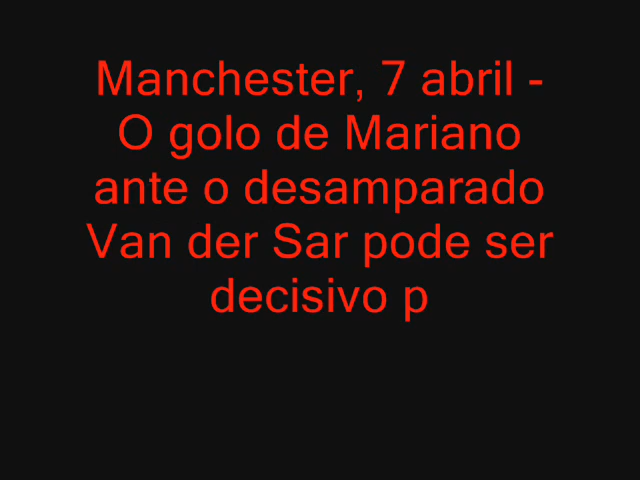 Manchester, 7 abril -
O golo de Mariano
ante o desamparado
Van der Sar pode ser
decisivo p